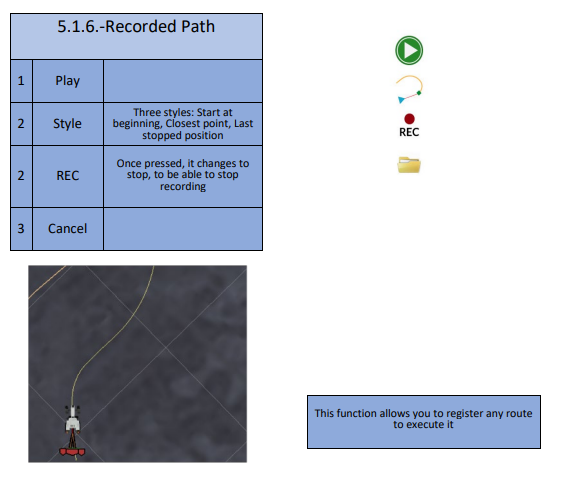 5.1.6.-Recorded Path
1 Play
2 Style Three styles: Start at
beginning, Closest point, Last
stopped position
2 REC Once pressed, it changes to
stop, to be able to stop
recording
3 Cancel
REC
This function allows you to register any route
to execute it